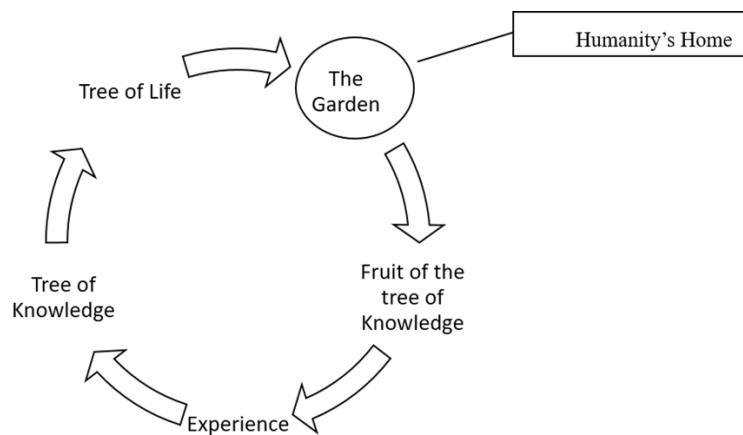 The
Garden
Humanity’s Home
Fruit of the
tree of
Knowledge
Experience
Tree of
Knowledge
Tree of Life